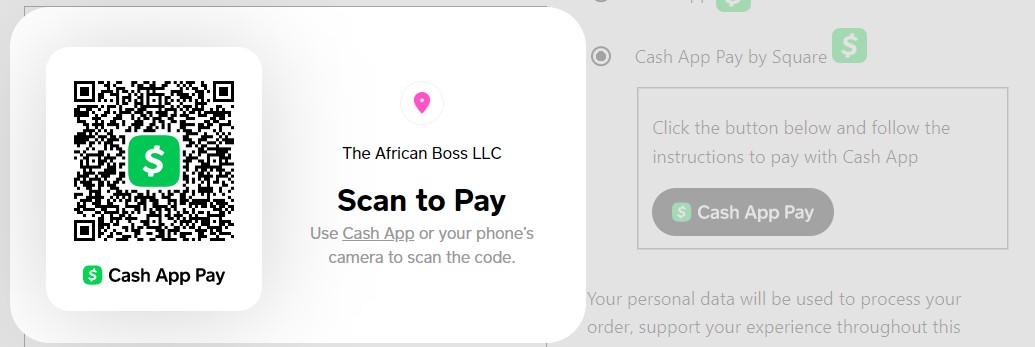 The African Boss LLC
Scan to Pay
Use Cash App or your phone's
camera to scan the code.
$
$ Cash App Pay
$
Cash App Pay by Square $
Click the button below and follow the
instructions to pay with Cash App
$ Cash App Pay
Your personal data will be used to process your
order, support your experience throughout this